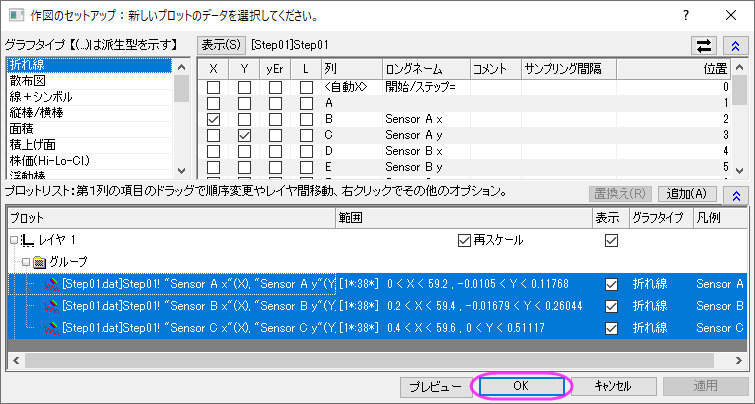 作図のセットアップ：新しいプロットのデータを選択してください。
グラフタイプ【(...)は派生型を示す】
表示(S) [Step01]Step01
折れ線
散布図
線＋シンボル
縦棒/横棒
面積
積上げ面
株価(Hi-Lo-Cl.)
浮動棒
X Y yEr L 列 ロングネーム コメント サンプリング間隔 位置
<自動X> 開始/ステップ= 0
A 1
B Sensor A x 2
C Sensor A y 3
D Sensor B x 4
E Sensor B y 5
プロットリスト：第1列の項目のドラッグで順序変更やレイヤ間移動、右クリックでその他のオプション。
置換え(R) 追加(A)
プロット 範囲 表示 グラフタイプ 凡例
レイヤ 1 再スケール
グループ
[Step01.dat]Step01! "Sensor A x"(X), "Sensor A y"(Y [1*:38*] 0 < X < 59.2 , -0.0105 < Y < 0.11768 折れ線 Sensor A
[Step01.dat]Step01! "Sensor B x"(X), "Sensor B y"(Y [1*:38*] 0.2 < X < 59.4 , -0.01679 < Y < 0.26044 折れ線 Sensor B
[Step01.dat]Step01! "Sensor C x"(X), "Sensor C y"(Y [1*:38*] 0.4 < X < 59.6 , 0 < Y < 0.51117 折れ線 Sensor C
プレビュー OK キャンセル 適用